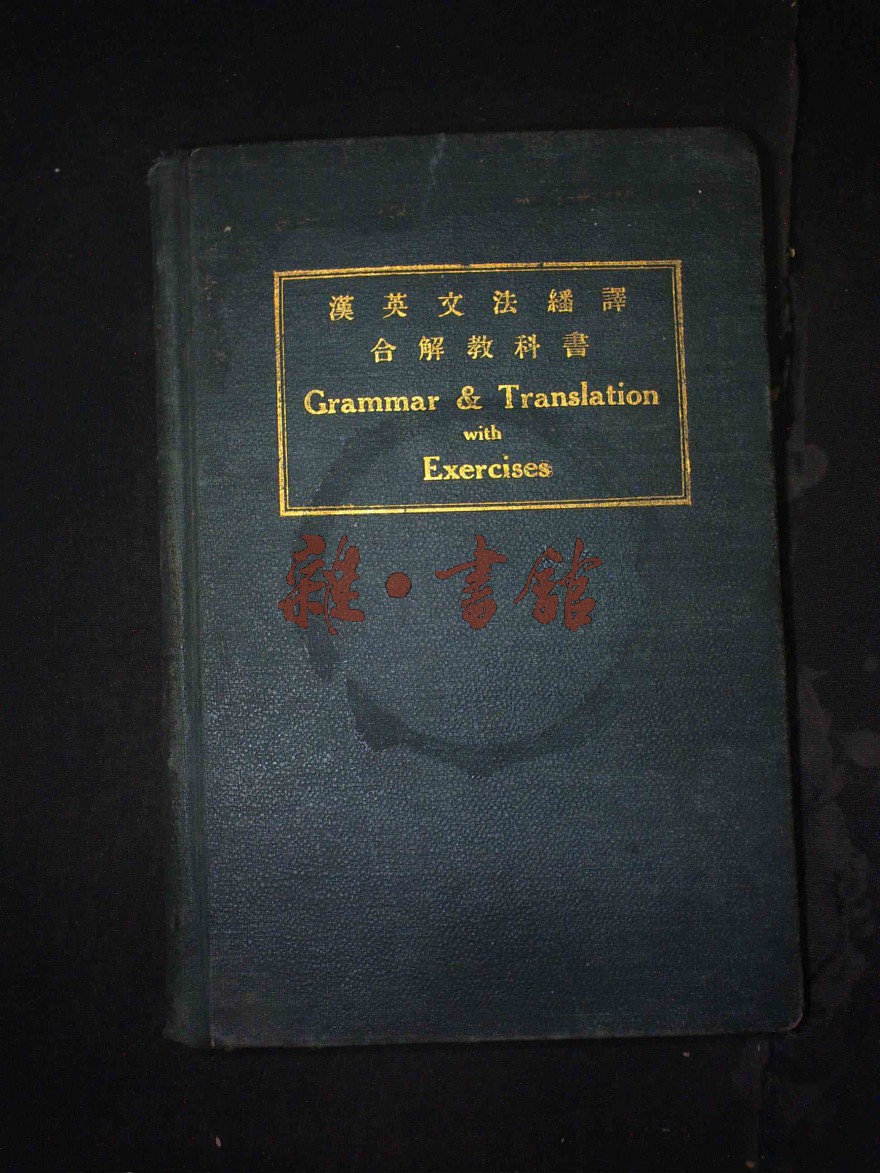 漢英文法繙譯
合解教科書
Grammar & Translation
with
Exercises
雜·書館